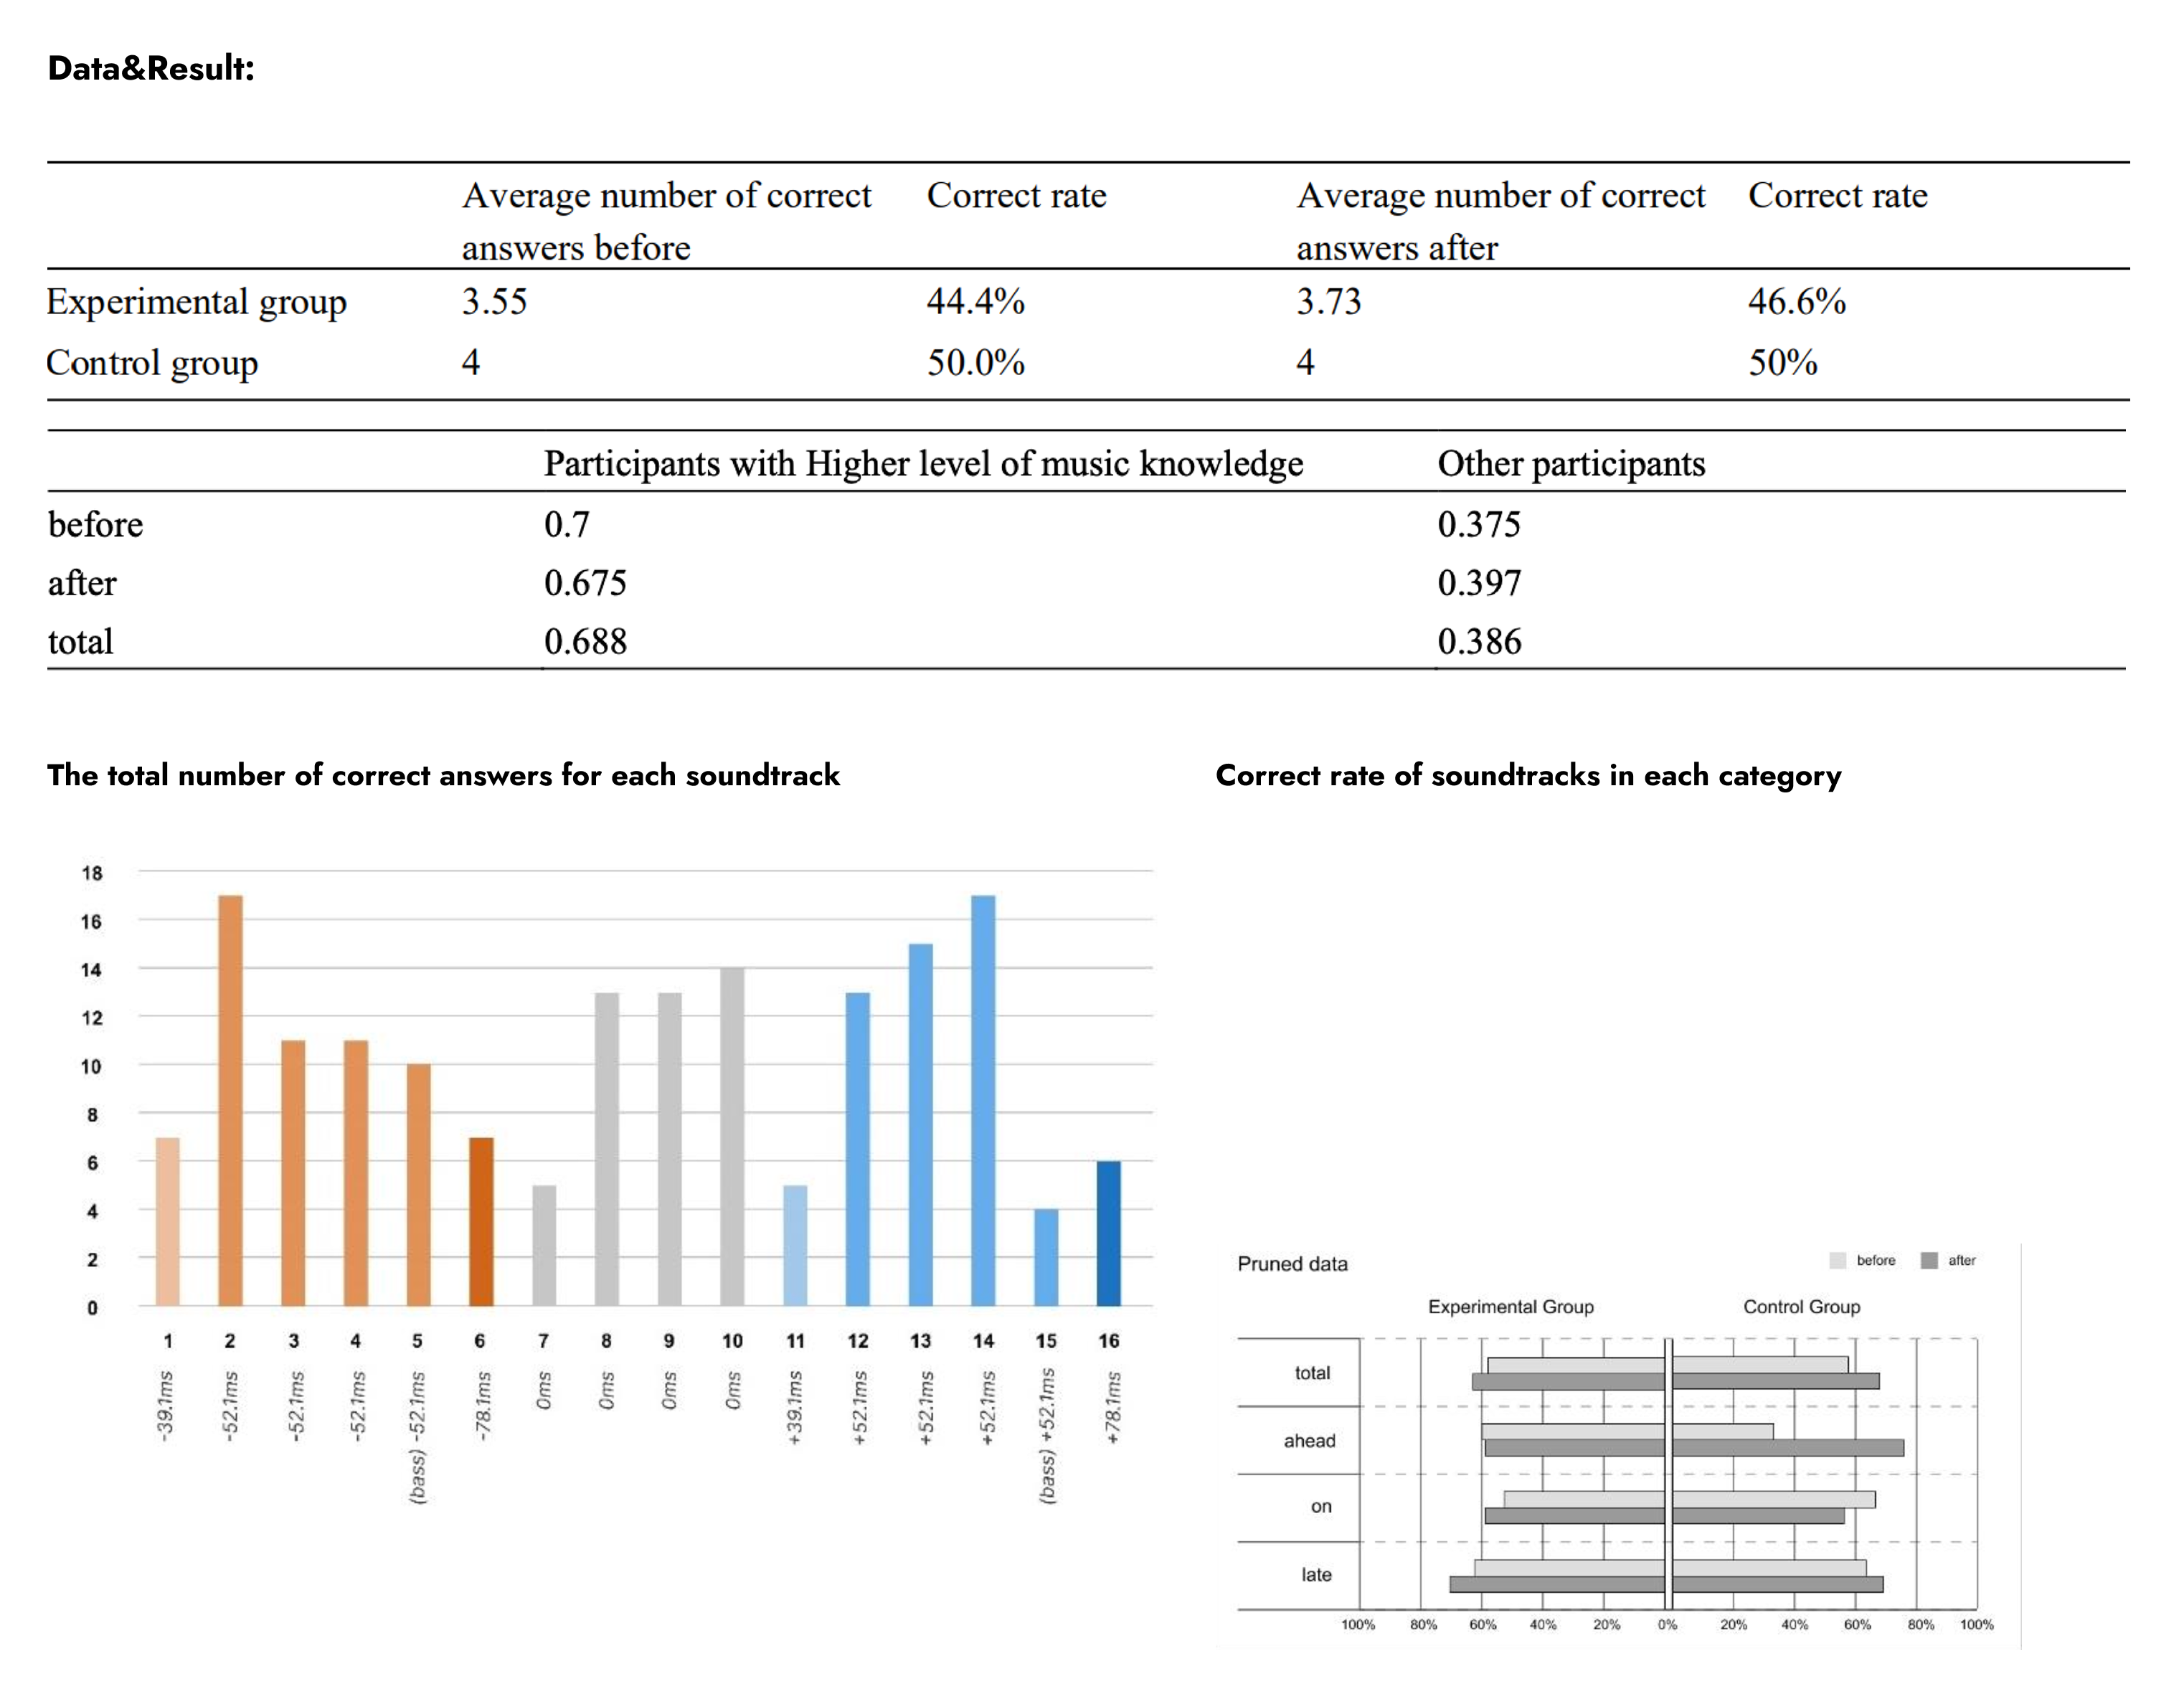 Data&Result:
Average number of correct answers before Correct rate Average number of correct answers after Correct rate
Experimental group 3.55 44.4% 3.73 46.6%
Control group 4 50.0% 4 50%
Participants with Higher level of music knowledge Other participants
before 0.7 0.375
after 0.675 0.397
total 0.688 0.386
The total number of correct answers for each soundtrack
18
16
14
12
10
8
6
4
2
0
1 2 3 4 5 6 7 8 9 10 11 12 13 14 15 16
-39.1ms
-52.1ms
-52.1ms
-52.1ms
(bass) -52.1ms
-78.1ms
0ms
0ms
0ms
0ms
+39.1ms
+52.1ms
+52.1ms
+52.1ms
(bass) +52.1ms
+78.1ms
Correct rate of soundtracks in each category
Pruned data
before after
Experimental Group Control Group
total
ahead
on
late
100% 80% 60% 40% 20% 0% 20% 40% 60% 80% 100%